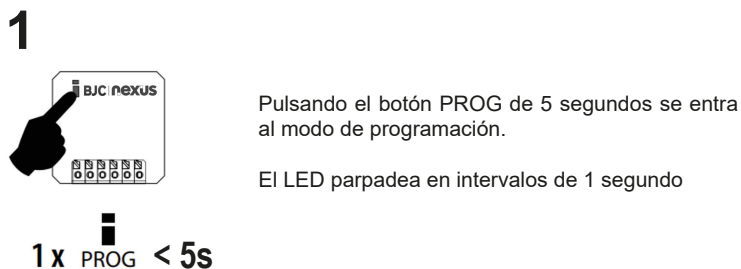 1
BJC nexus
Pulsando el botón PROG de 5 segundos se entra
al modo de programación.
El LED parpadea en intervalos de 1 segundo
1 x PROG < 5s